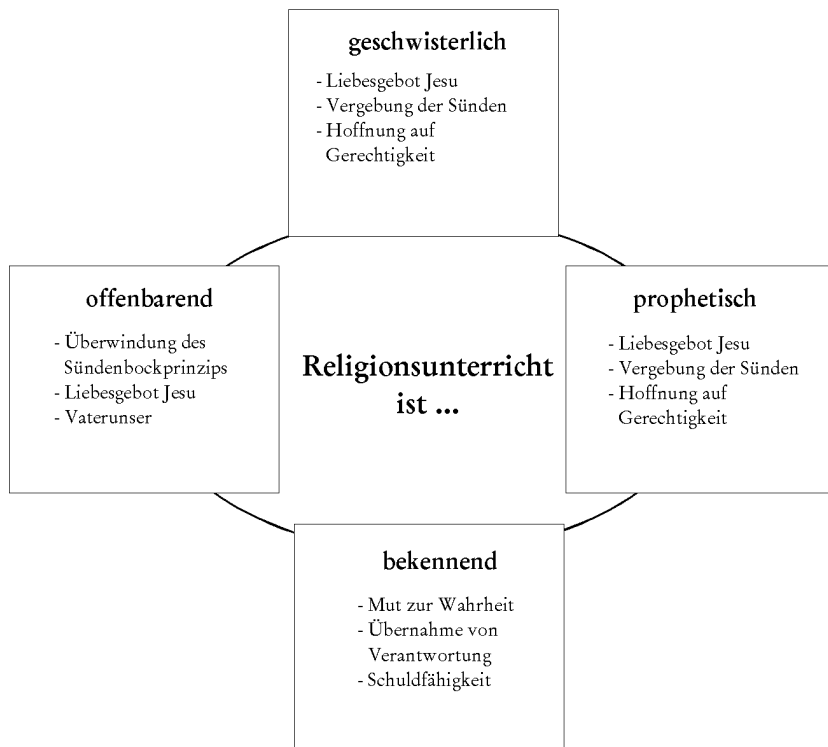 geschwisterlich
- Liebesgebot Jesu
- Vergebung der Sünden
- Hoffnung auf
Gerechtigkeit
offenbarend
- Überwindung des
Sündenbockprinzips
- Liebesgebot Jesu
- Vaterunser
Religionsunterricht
ist ...
prophetisch
- Liebesgebot Jesu
- Vergebung der Sünden
- Hoffnung auf
Gerechtigkeit
bekennend
- Mut zur Wahrheit
- Übernahme von
Verantwortung
- Schuldfähigkeit